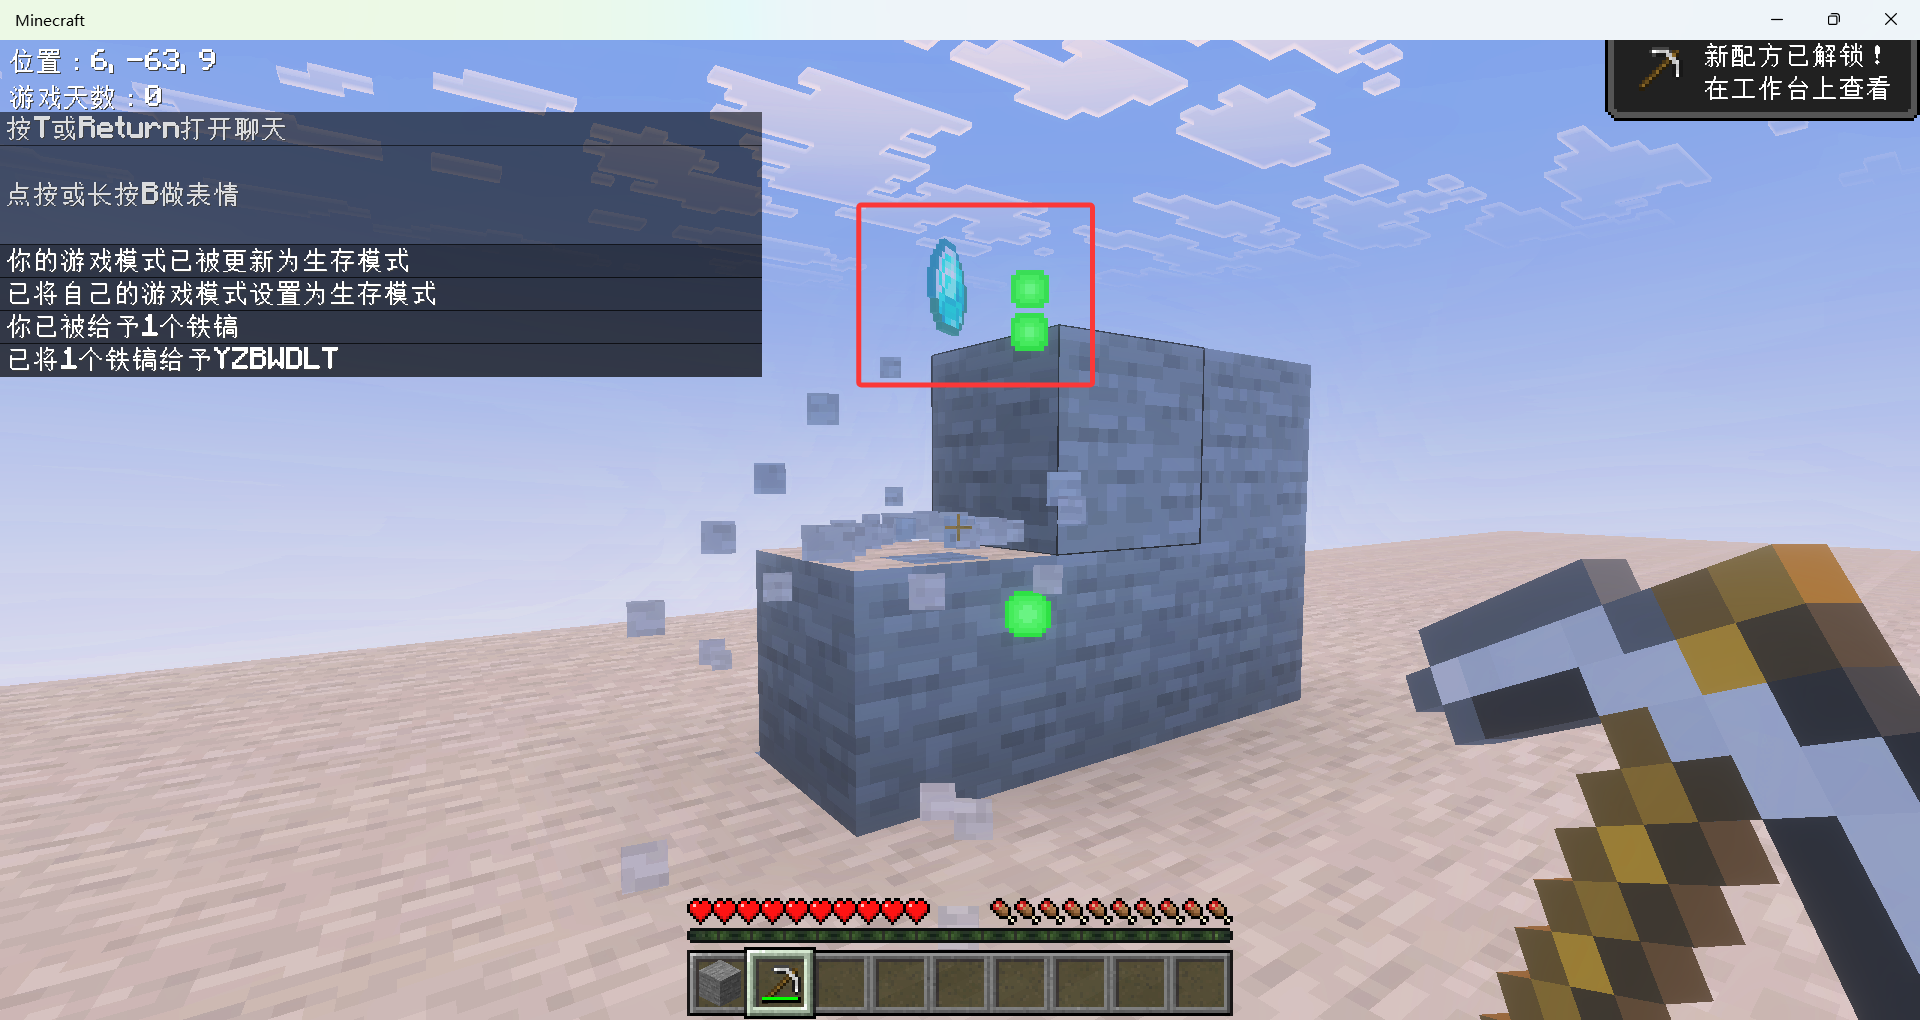 Minecraft
位置：6, -63, 9
游戏天数：0
新配方已解锁！
在工作台上查看
按T或Return打开聊天
点按或长按B做表情
你的游戏模式已被更新为生存模式
已将自己的游戏模式设置为生存模式
你已被给予1个铁镐
已将1个铁镐给予YZBWDLT